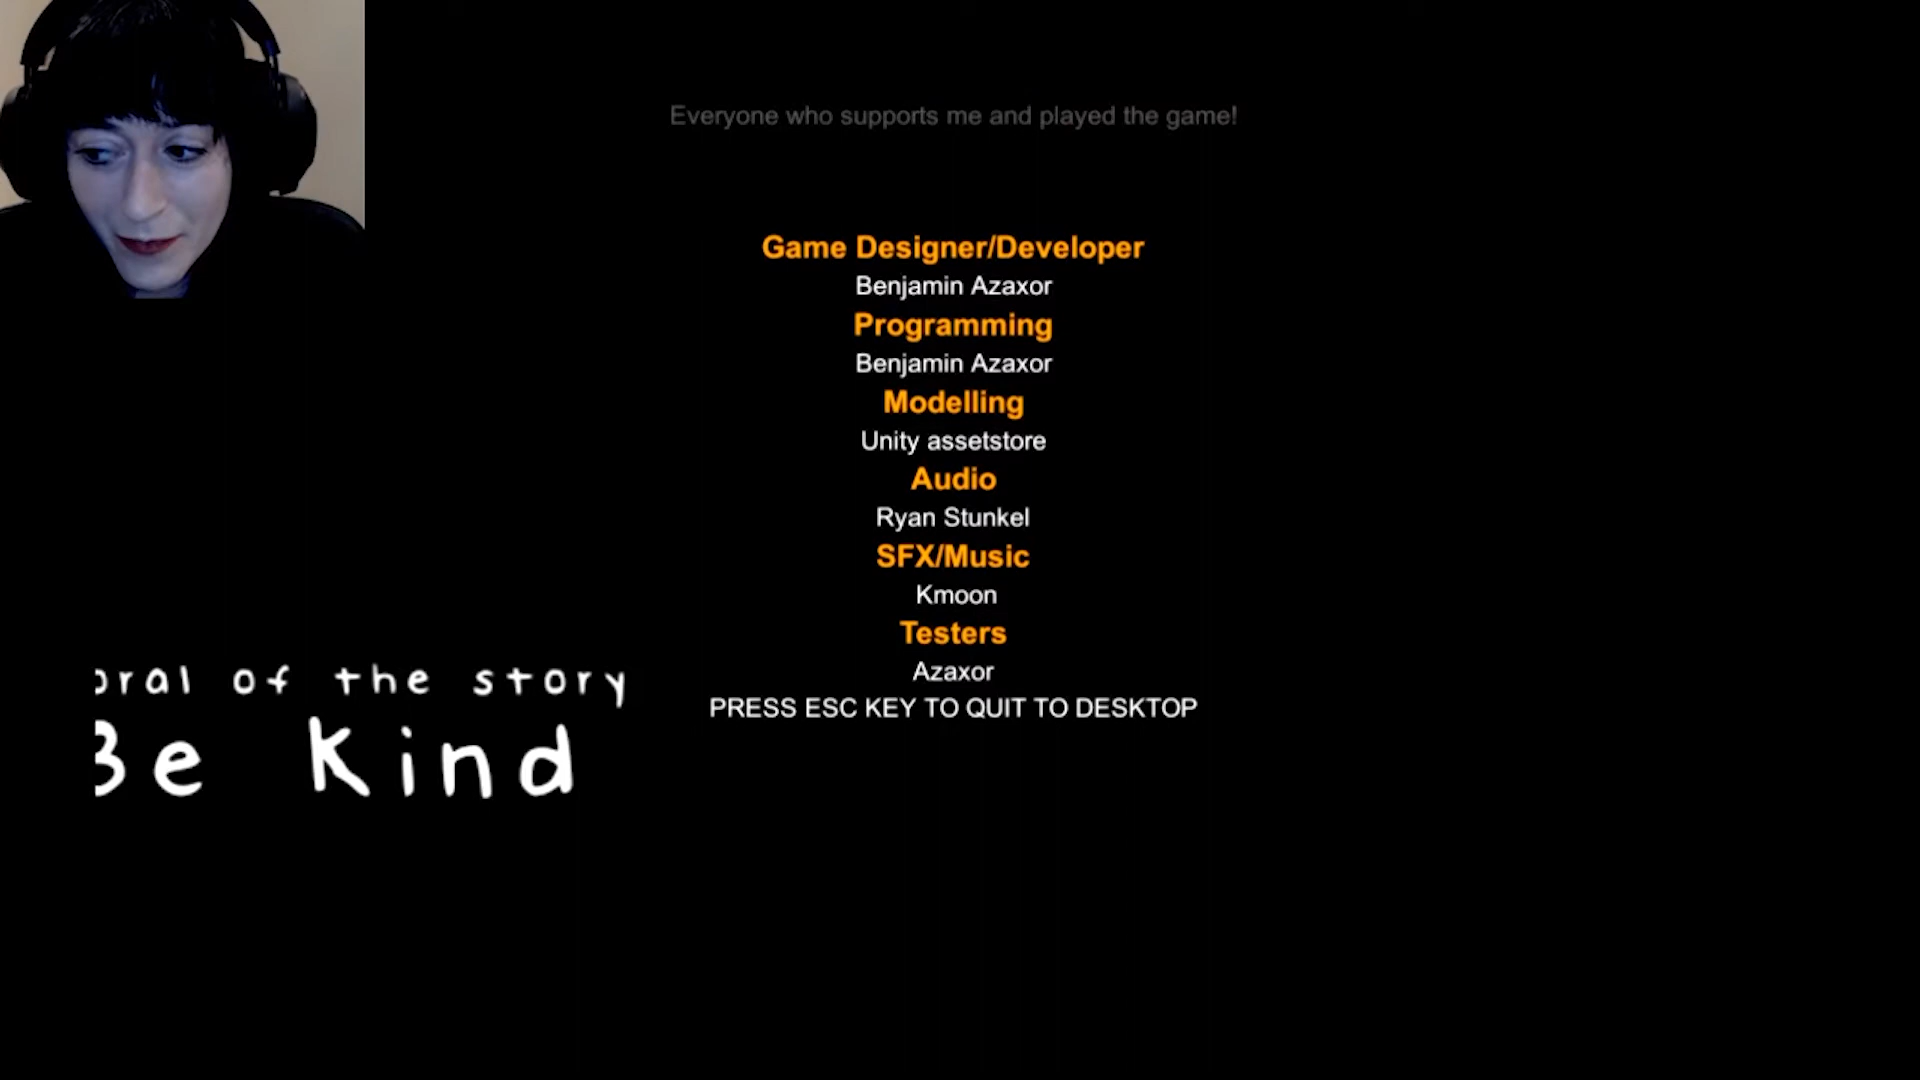 Everyone who supports me and played the game!
Game Designer/Developer
Benjamin Azaxor
Programming
Benjamin Azaxor
Modelling
Unity assetstore
Audio
Ryan Stunkel
SFX/Music
Kmoon
Testers
Azaxor
PRESS ESC KEY TO QUIT TO DESKTOP
oral of the story
Be Kind